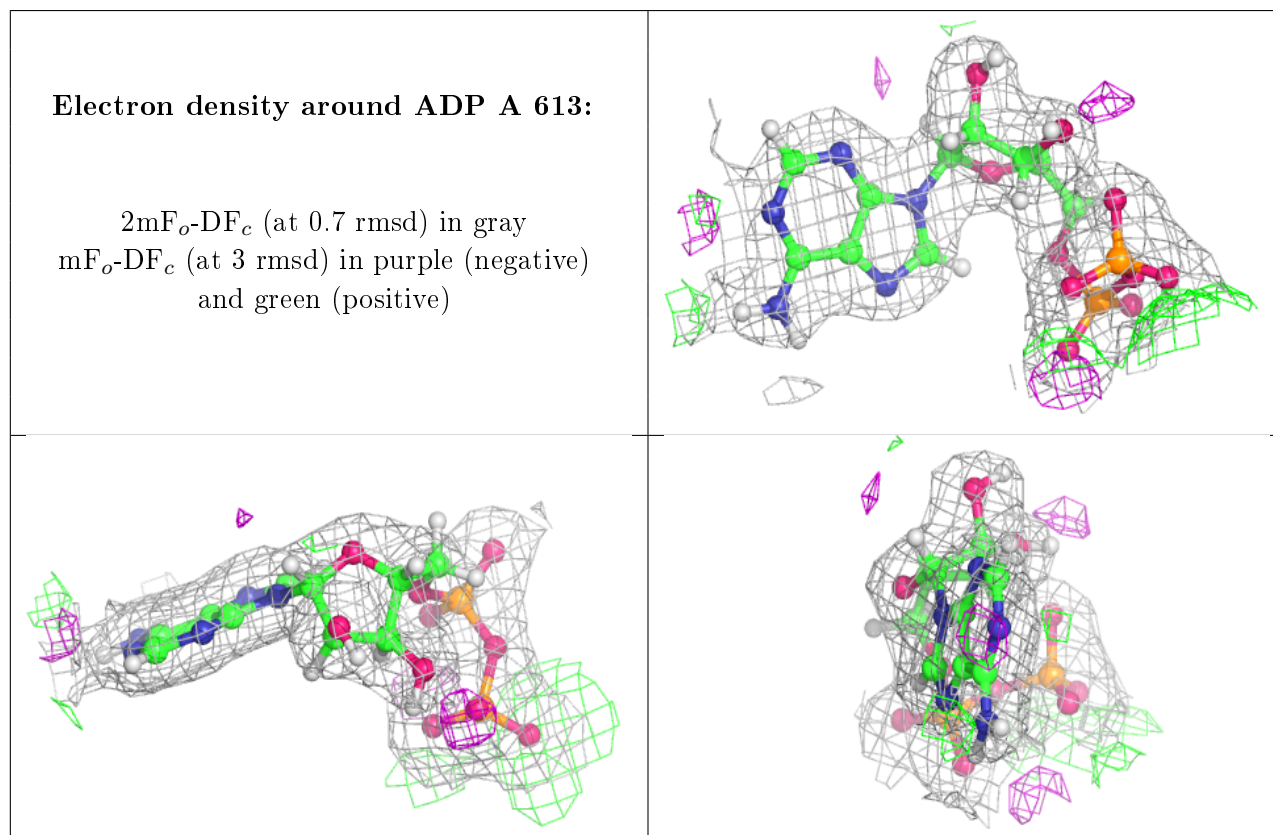 Electron density around ADP A 613:
2mFₒ-DF𝑐 (at 0.7 rmsd) in gray
mFₒ-DF𝑐 (at 3 rmsd) in purple (negative)
and green (positive)